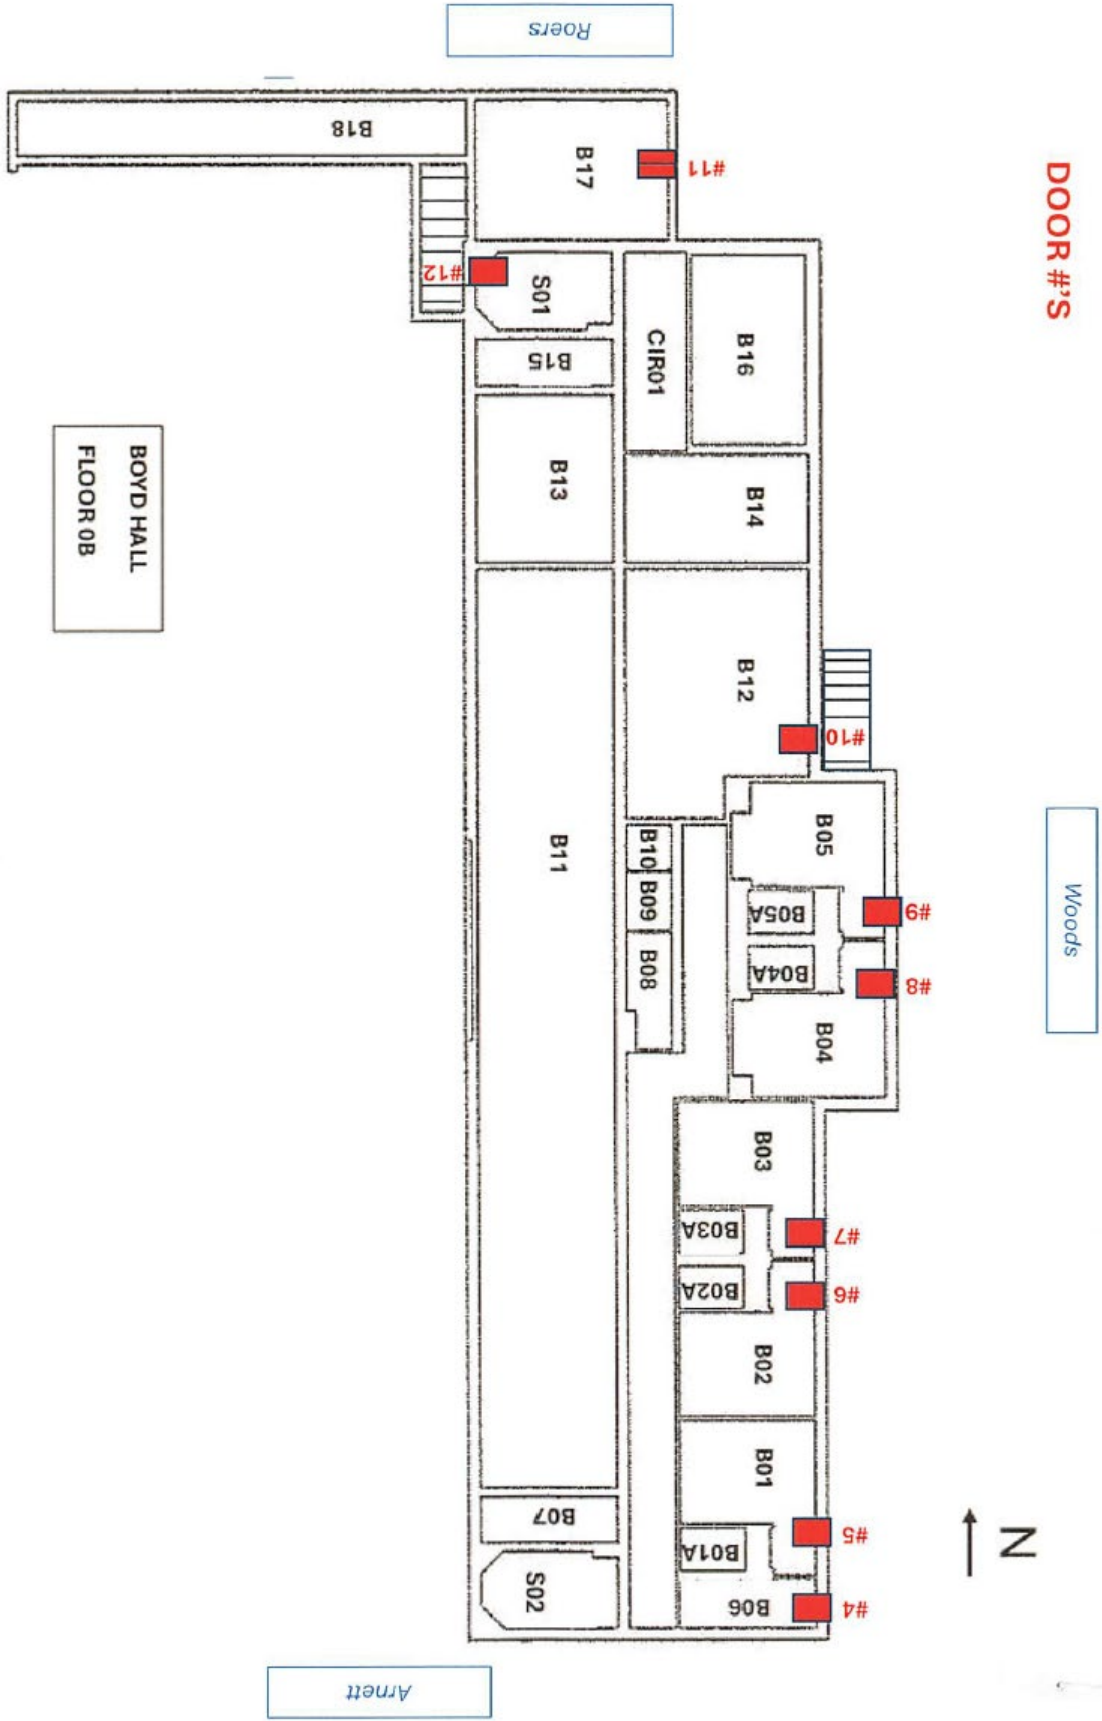 Roers
DOOR #'S
B18
B17
#11
#12
S01
B15
CIR01
B16
B13
B14
BOYD HALL
FLOOR 0B
B12
#10
Woods
B11
B10
B09
B08
B05
B05A
#9
B04A
#8
B04
B03
B03A
#7
B02A
#6
B02
B01
B01A
#5
B06
#4
B07
S02
N
Arnett